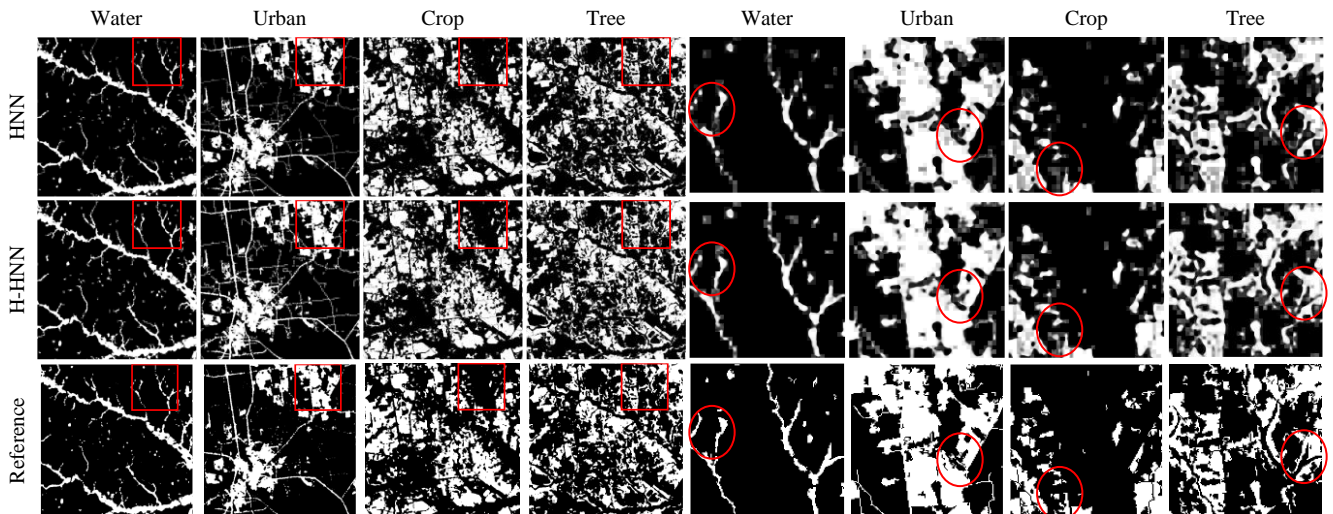 Water Urban Crop Tree Water Urban Crop Tree
HNN
H-HNN
Reference